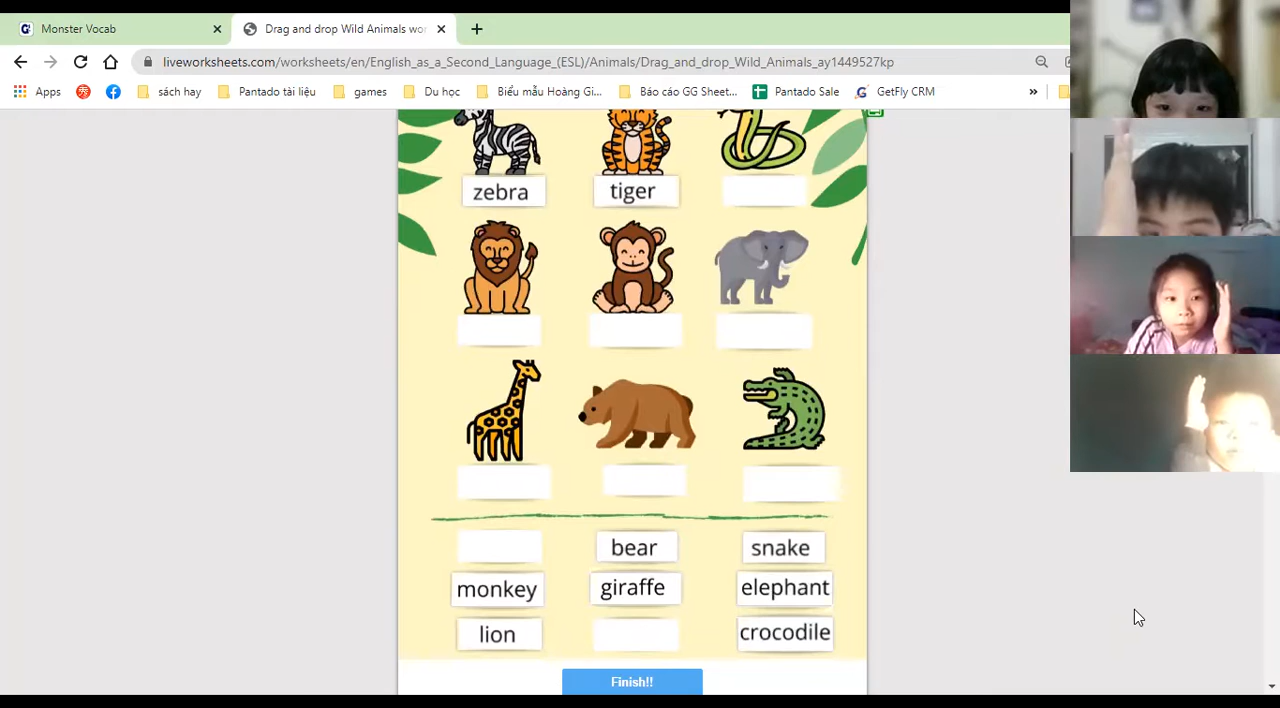 Monster Vocab
Drag and drop Wild Animals wor
liveworksheets.com/worksheets/en/English_as_a_Second_Language_(ESL)/Animals/Drag_and_drop_Wild_Animals_ay1449527kp
Apps sách hay Pantado tài liệu games Du học Biểu mẫu Hoàng Gi... Báo cáo GG Sheet... Pantado Sale GetFly CRM »
zebra tiger
bear snake
monkey giraffe elephant
lion crocodile
Finish!!